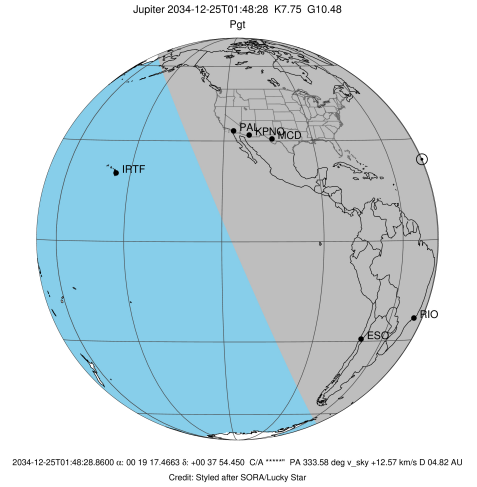 Jupiter 2034-12-25T01:48:28 K7.75 G10.48
Pgt
PAL
KPNO
MCD
IRTF
RIO
ESO
2034-12-25T01:48:28.8600 α: 00 19 17.4663 δ: +00 37 54.450 C/A *****" PA 333.58 deg v_sky +12.57 km/s D 04.82 AU
Credit: Styled after SORA/Lucky Star